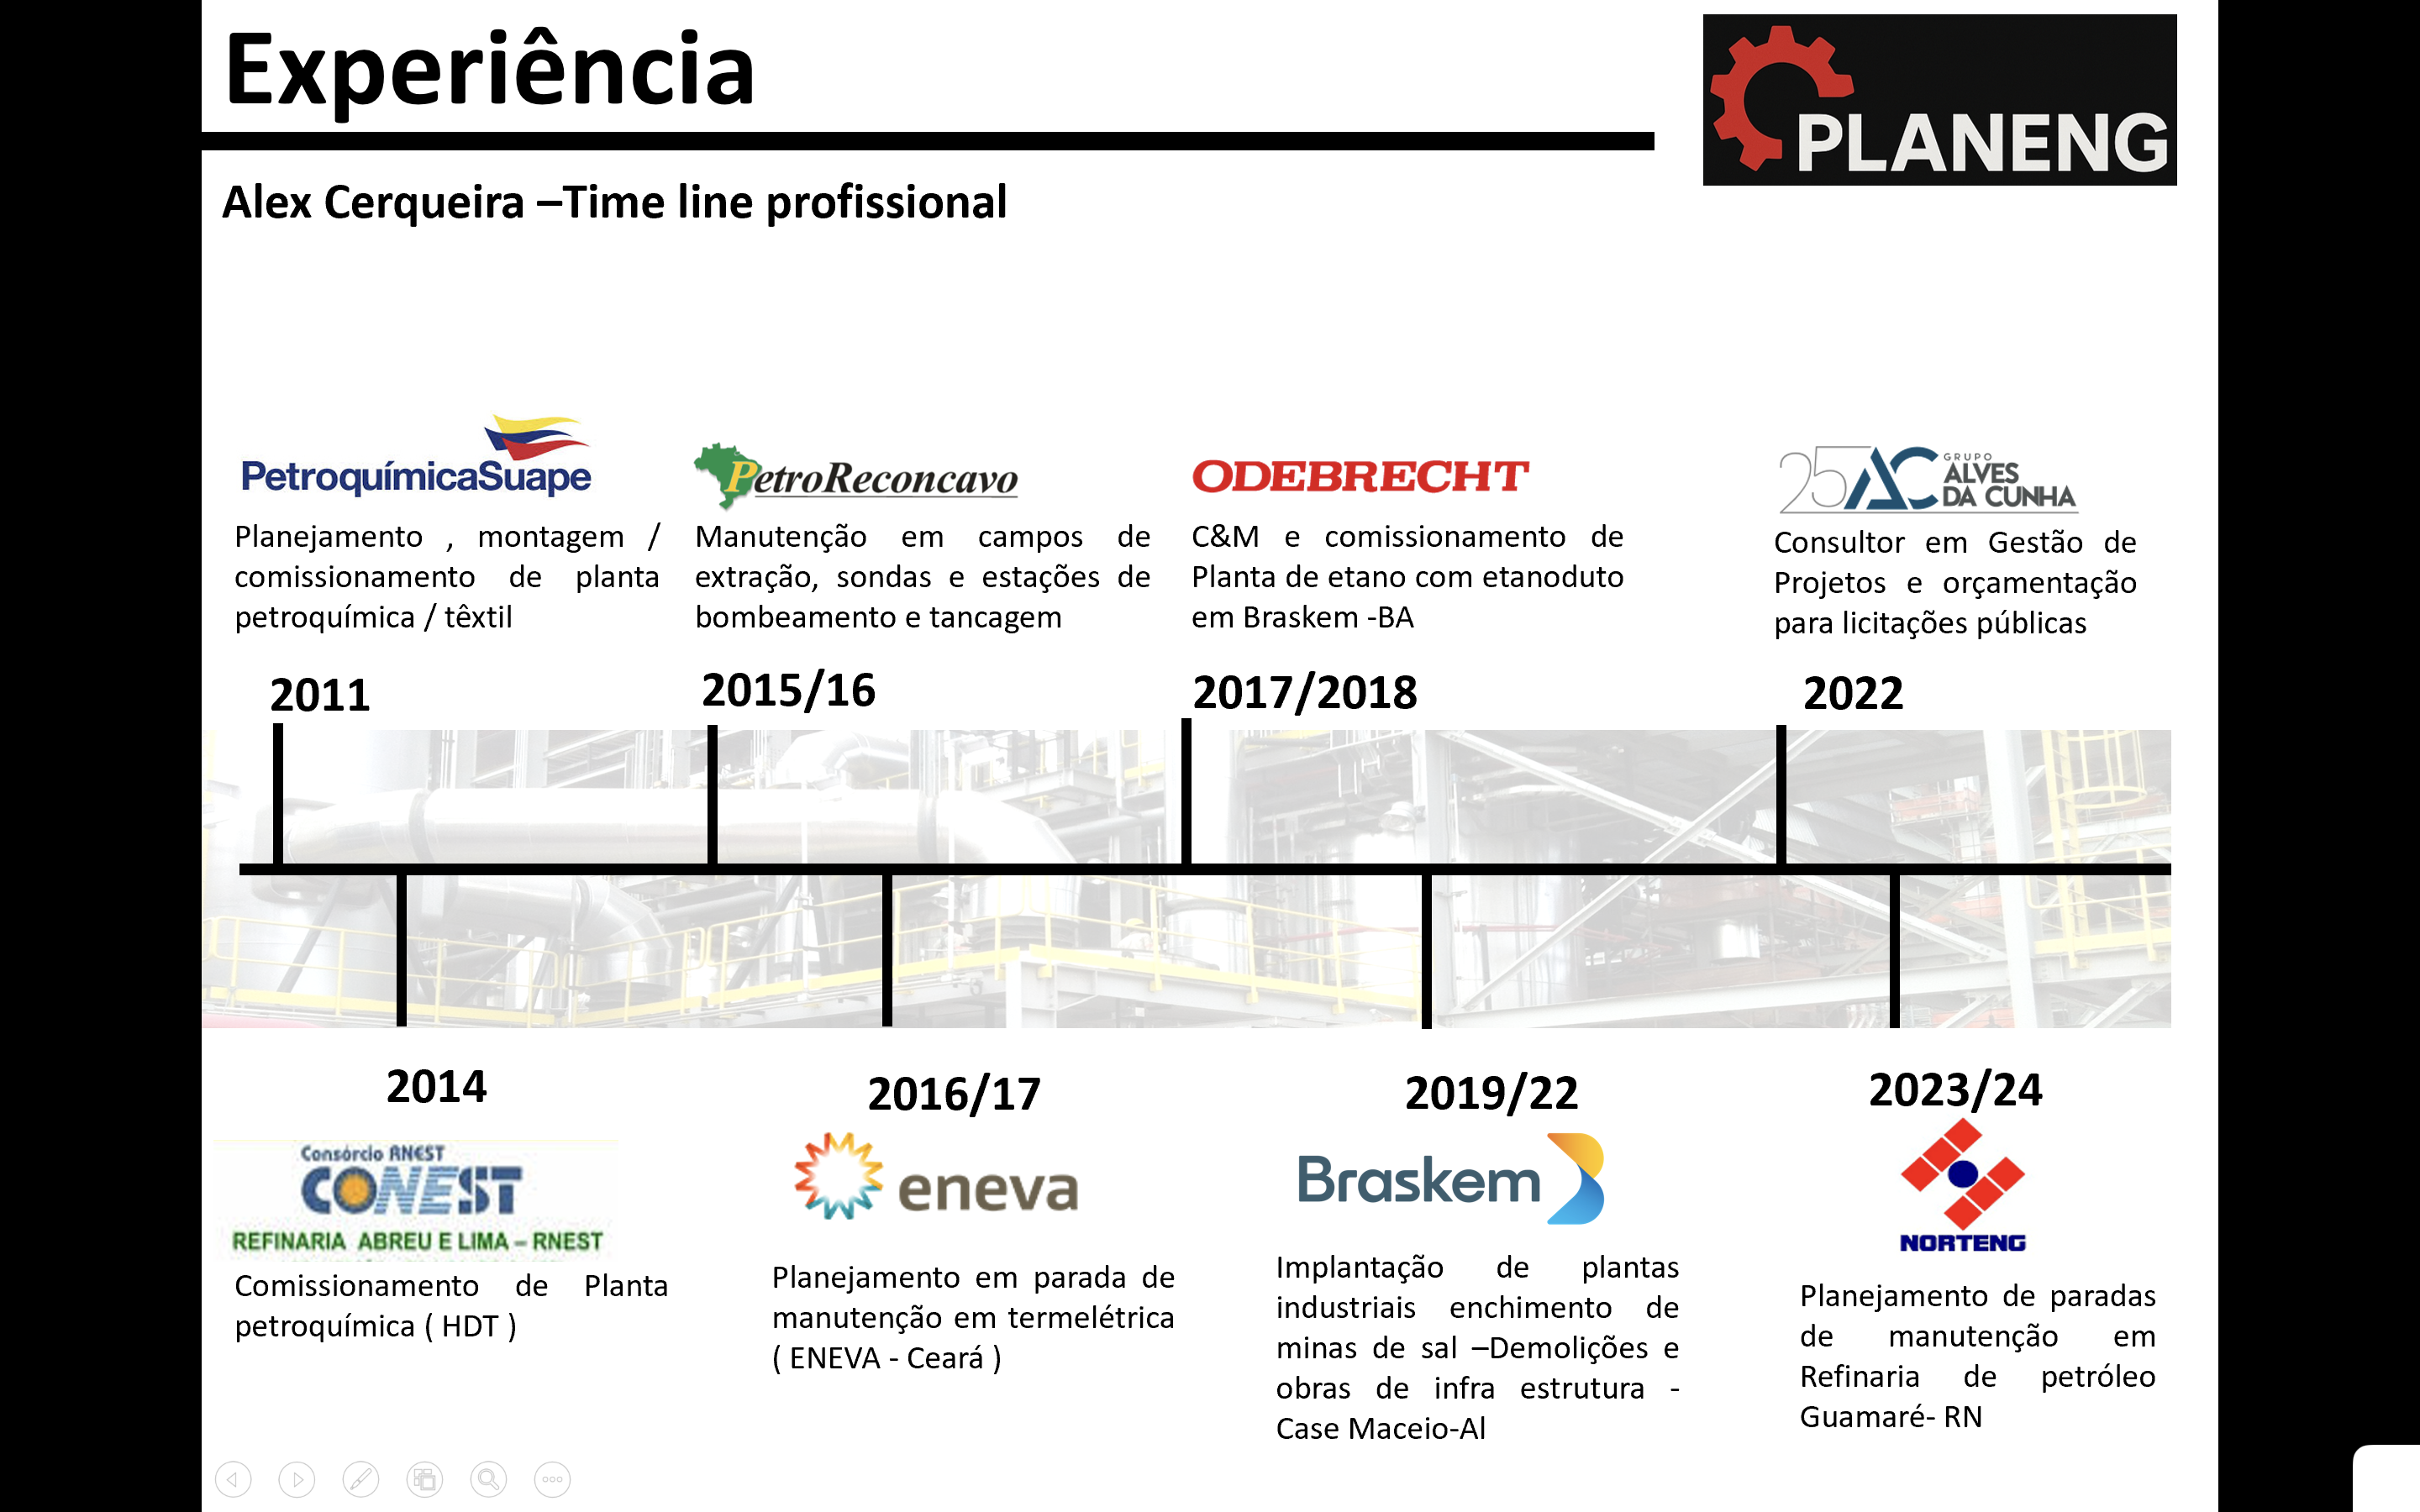 Experiência
PLANENG
Alex Cerqueira –Time line profissional
PetroquímicaSuape
Planejamento , montagem /
comissionamento de planta
petroquímica / têxtil
2011
PetroReconcavo
Manutenção em campos de
extração, sondas e estações de
bombeamento e tancagem
2015/16
ODEBRECHT
C&M e comissionamento de
Planta de etano com etanoduto
em Braskem -BA
2017/2018
25 AC GRUPO
ALVES
DA CUNHA
Consultor em Gestão de
Projetos e orçamentação
para licitações públicas
2022
2014
Consórcio RNEST
CONEST
REFINARIA ABREU E LIMA – RNEST
Comissionamento de Planta
petroquímica ( HDT )
2016/17
eneva
Planejamento em parada de
manutenção em termelétrica
( ENEVA - Ceará )
2019/22
Braskem
Implantação de plantas
industriais enchimento de
minas de sal –Demolições e
obras de infra estrutura -
Case Maceio-Al
2023/24
NORTENG
Planejamento de paradas
de manutenção em
Refinaria de petróleo
Guamaré- RN